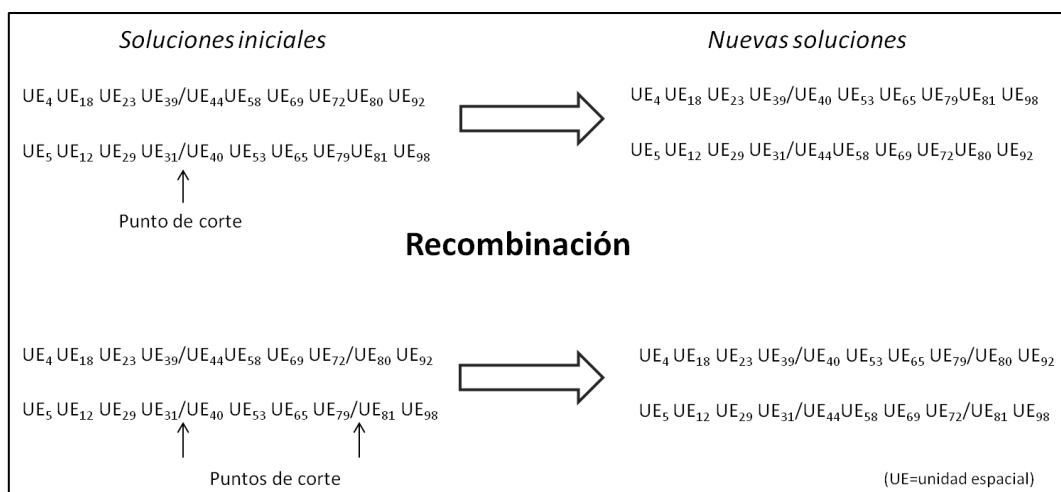 Soluciones iniciales
Nuevas soluciones
UE₄ UE₁₈ UE₂₃ UE₃₉/UE₄₄UE₅₈ UE₆₉ UE₇₂UE₈₀ UE₉₂
UE₄ UE₁₈ UE₂₃ UE₃₉/UE₄₀ UE₅₃ UE₆₅ UE₇₉UE₈₁ UE₉₈
UE₅ UE₁₂ UE₂₉ UE₃₁/UE₄₀ UE₅₃ UE₆₅ UE₇₉UE₈₁ UE₉₈
UE₅ UE₁₂ UE₂₉ UE₃₁/UE₄₄UE₅₈ UE₆₉ UE₇₂UE₈₀ UE₉₂
Punto de corte
Recombinación
UE₄ UE₁₈ UE₂₃ UE₃₉/UE₄₄UE₅₈ UE₆₉ UE₇₂/UE₈₀ UE₉₂
UE₄ UE₁₈ UE₂₃ UE₃₉/UE₄₀ UE₅₃ UE₆₅ UE₇₉/UE₈₀ UE₉₂
UE₅ UE₁₂ UE₂₉ UE₃₁/UE₄₀ UE₅₃ UE₆₅ UE₇₉/UE₈₁ UE₉₈
UE₅ UE₁₂ UE₂₉ UE₃₁/UE₄₄UE₅₈ UE₆₉ UE₇₂/UE₈₁ UE₉₈
Puntos de corte
(UE=unidad espacial)